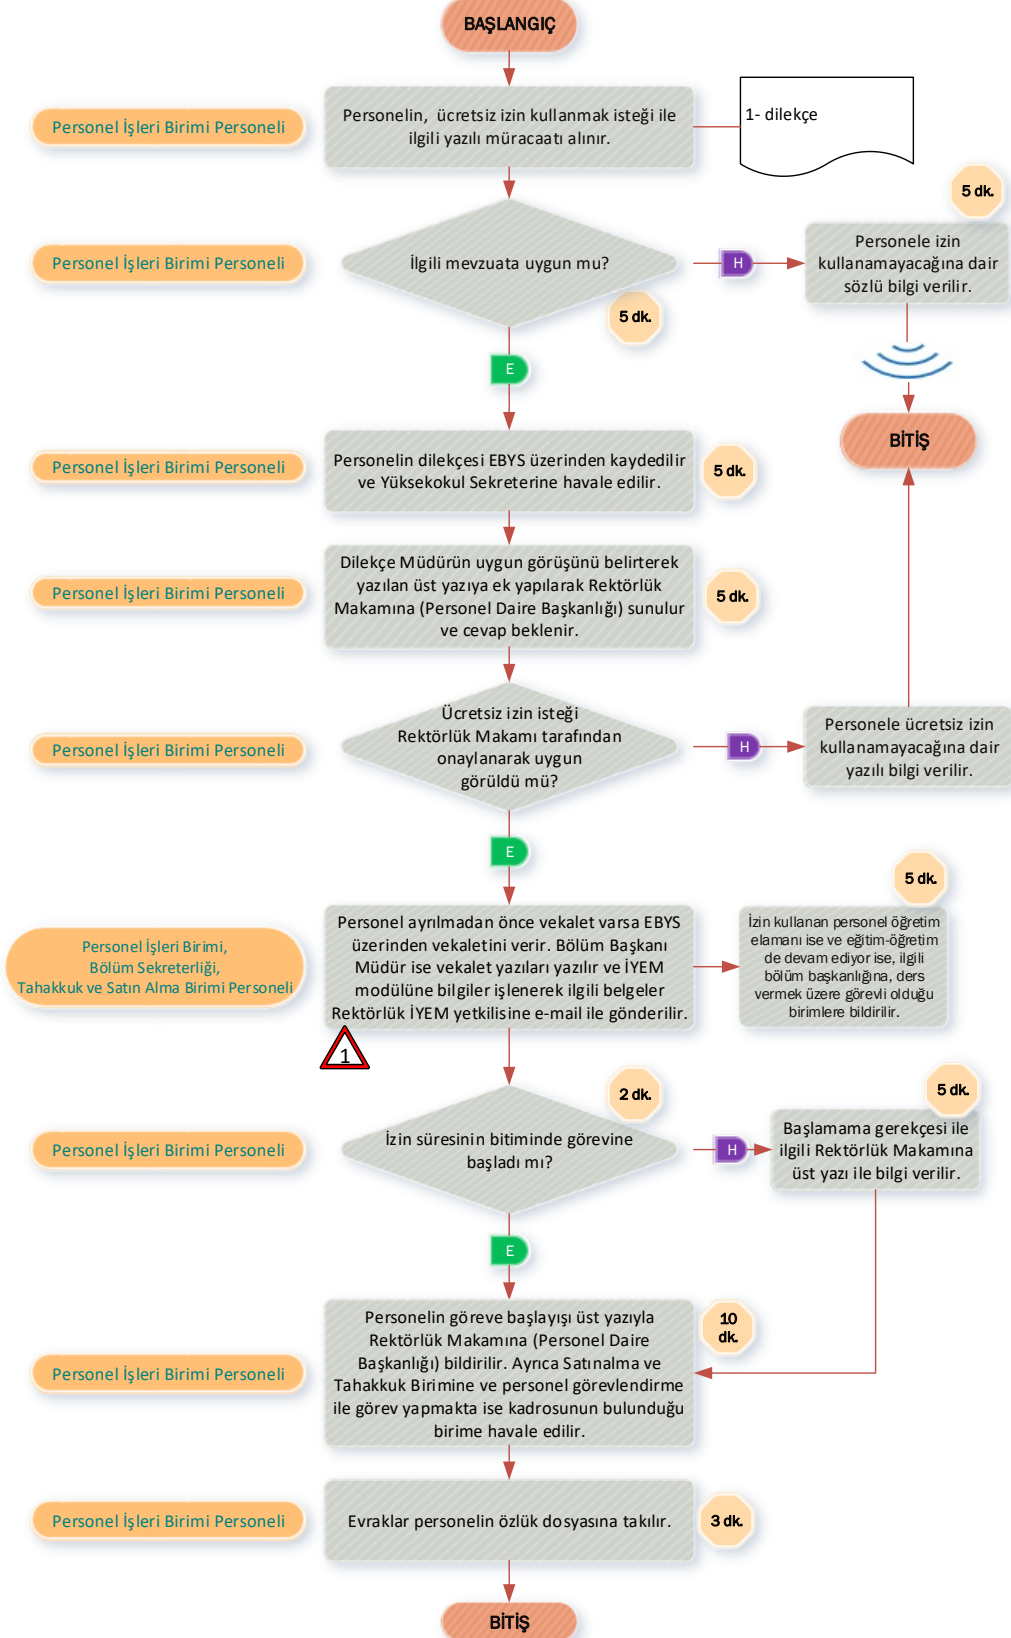 BAŞLANGIÇ
Personel İşleri Birimi Personeli
Personelin, ücretsiz izin kullanmak isteği ile
ilgili yazılı müracaatı alınır.
1- dilekçe
5 dk.
Personel İşleri Birimi Personeli
İlgili mevzuata uygun mu?
H
Personele izin
kullanamayacağına dair
sözlü bilgi verilir.
5 dk.
E
BİTİŞ
Personel İşleri Birimi Personeli
Personelin dilekçesi EBYS üzerinden kaydedilir
ve Yüksekokul Sekreterine havale edilir.
5 dk.
Personel İşleri Birimi Personeli
Dilekçe Müdürün uygun görüşünü belirterek
yazılan üst yazıya ek yapılarak Rektörlük
Makamına (Personel Daire Başkanlığı) sunulur
ve cevap beklenir.
5 dk.
Personel İşleri Birimi Personeli
Ücretsiz izin isteği
Rektörlük Makamı tarafından
onaylanarak uygun
görüldü mü?
H
Personele ücretsiz izin
kullanamayacağına dair
yazılı bilgi verilir.
E
5 dk.
Personel İşleri Birimi,
Bölüm Sekreterliği,
Tahakkuk ve Satın Alma Birimi Personeli
Personel ayrılmadan önce vekalet varsa EBYS
üzerinden vekaletini verir. Bölüm Başkanı
Müdür ise vekalet yazıları yazılır ve İYEM
modülüne bilgiler işlenerek ilgili belgeler
Rektörlük İYEM yetkilisine e-mail ile gönderilir.
İzin kullanan personel öğretim
elamanı ise ve eğitim-öğretim
de devam ediyor ise, ilgili
bölüm başkanlığına, ders
vermek üzere görevli olduğu
birimlere bildirilir.
1
2 dk.
5 dk.
Personel İşleri Birimi Personeli
İzin süresinin bitiminde görevine
başladı mı?
H
Başlamama gerekçesi ile
ilgili Rektörlük Makamına
üst yazı ile bilgi verilir.
E
Personel İşleri Birimi Personeli
Personelin göreve başlayışı üst yazıyla
Rektörlük Makamına (Personel Daire
Başkanlığı) bildirilir. Ayrıca Satınalma ve
Tahakkuk Birimine ve personel görevlendirme
ile görev yapmakta ise kadrosunun bulunduğu
birime havale edilir.
10
dk.
Personel İşleri Birimi Personeli
Evraklar personelin özlük dosyasına takılır.
3 dk.
BİTİŞ